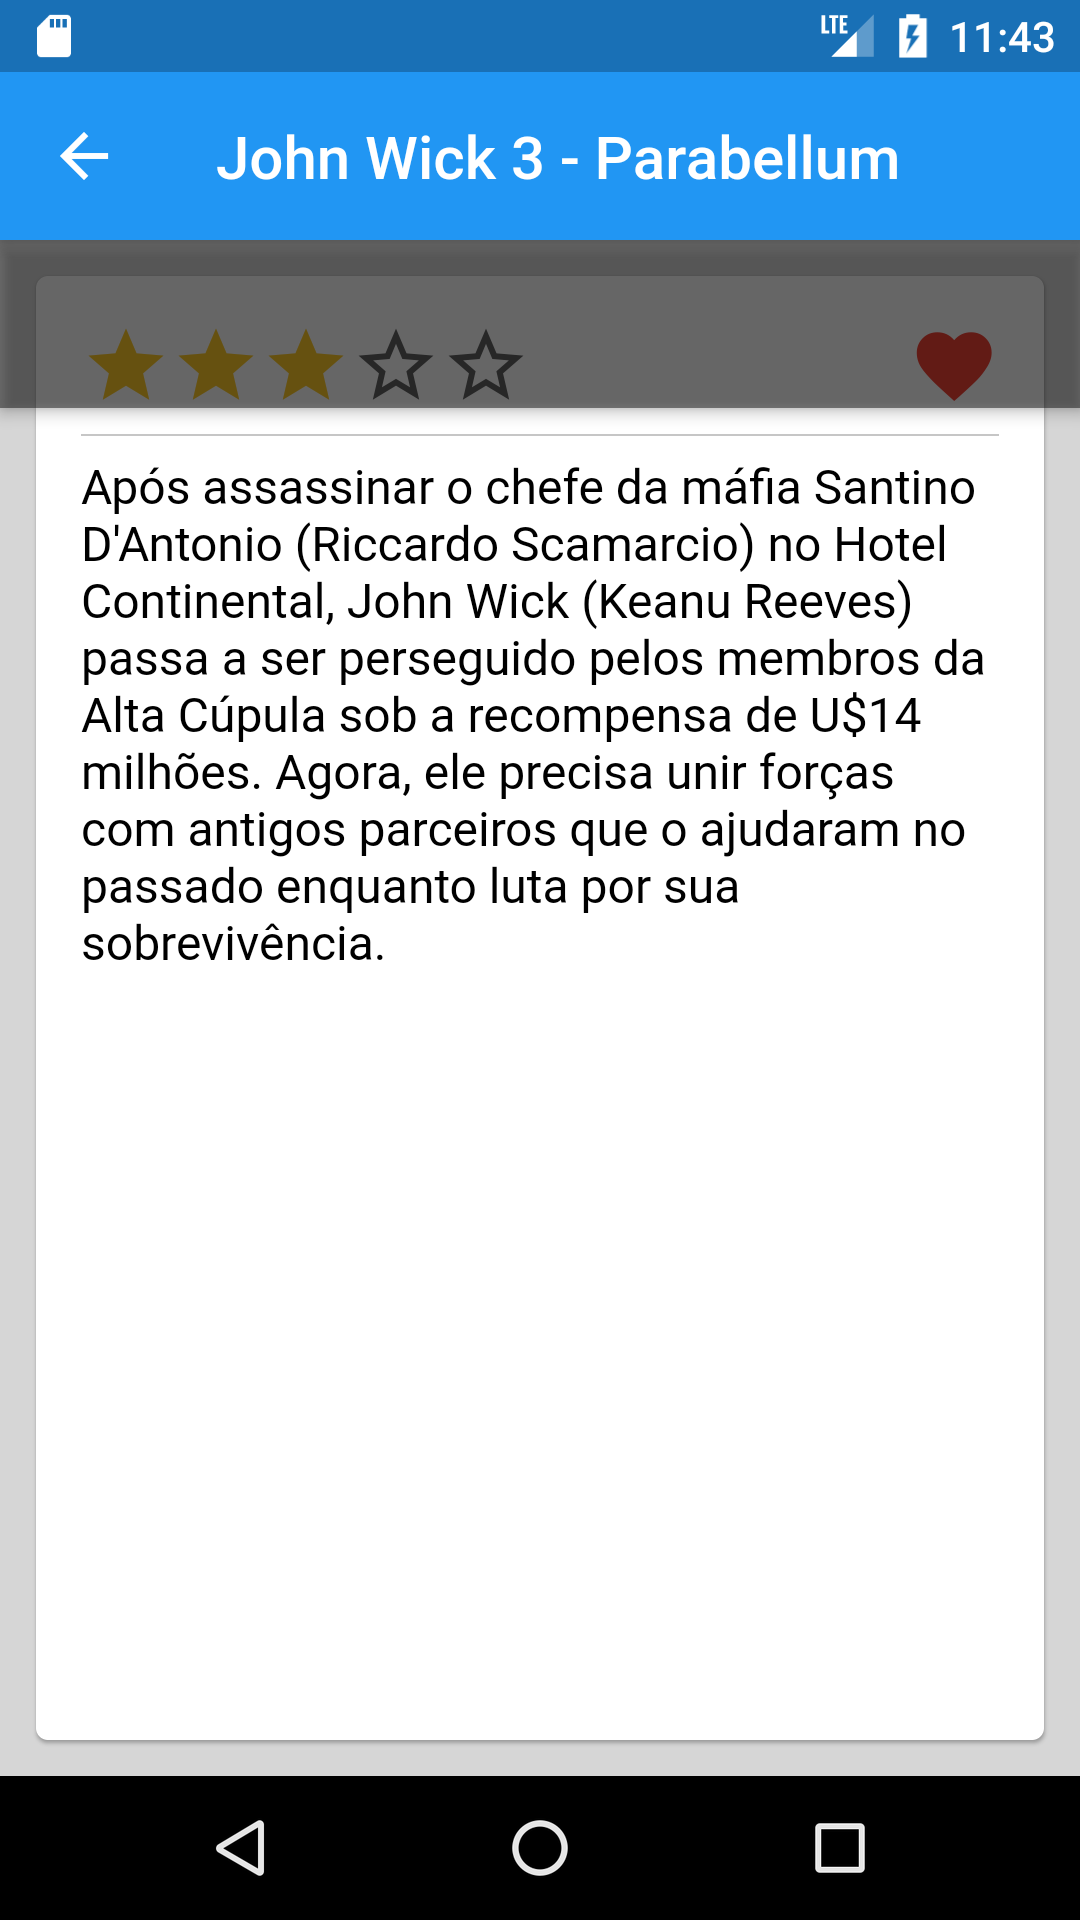 LTE 11:43
John Wick 3 - Parabellum
Após assassinar o chefe da máfia Santino
D'Antonio (Riccardo Scamarcio) no Hotel
Continental, John Wick (Keanu Reeves)
passa a ser perseguido pelos membros da
Alta Cúpula sob a recompensa de U$14
milhões. Agora, ele precisa unir forças
com antigos parceiros que o ajudaram no
passado enquanto luta por sua
sobrevivência.